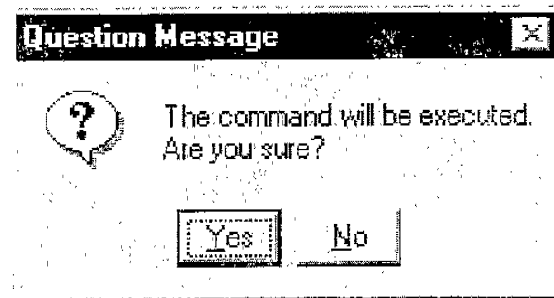 Question Message
The command will be executed.
Are you sure?
Yes No